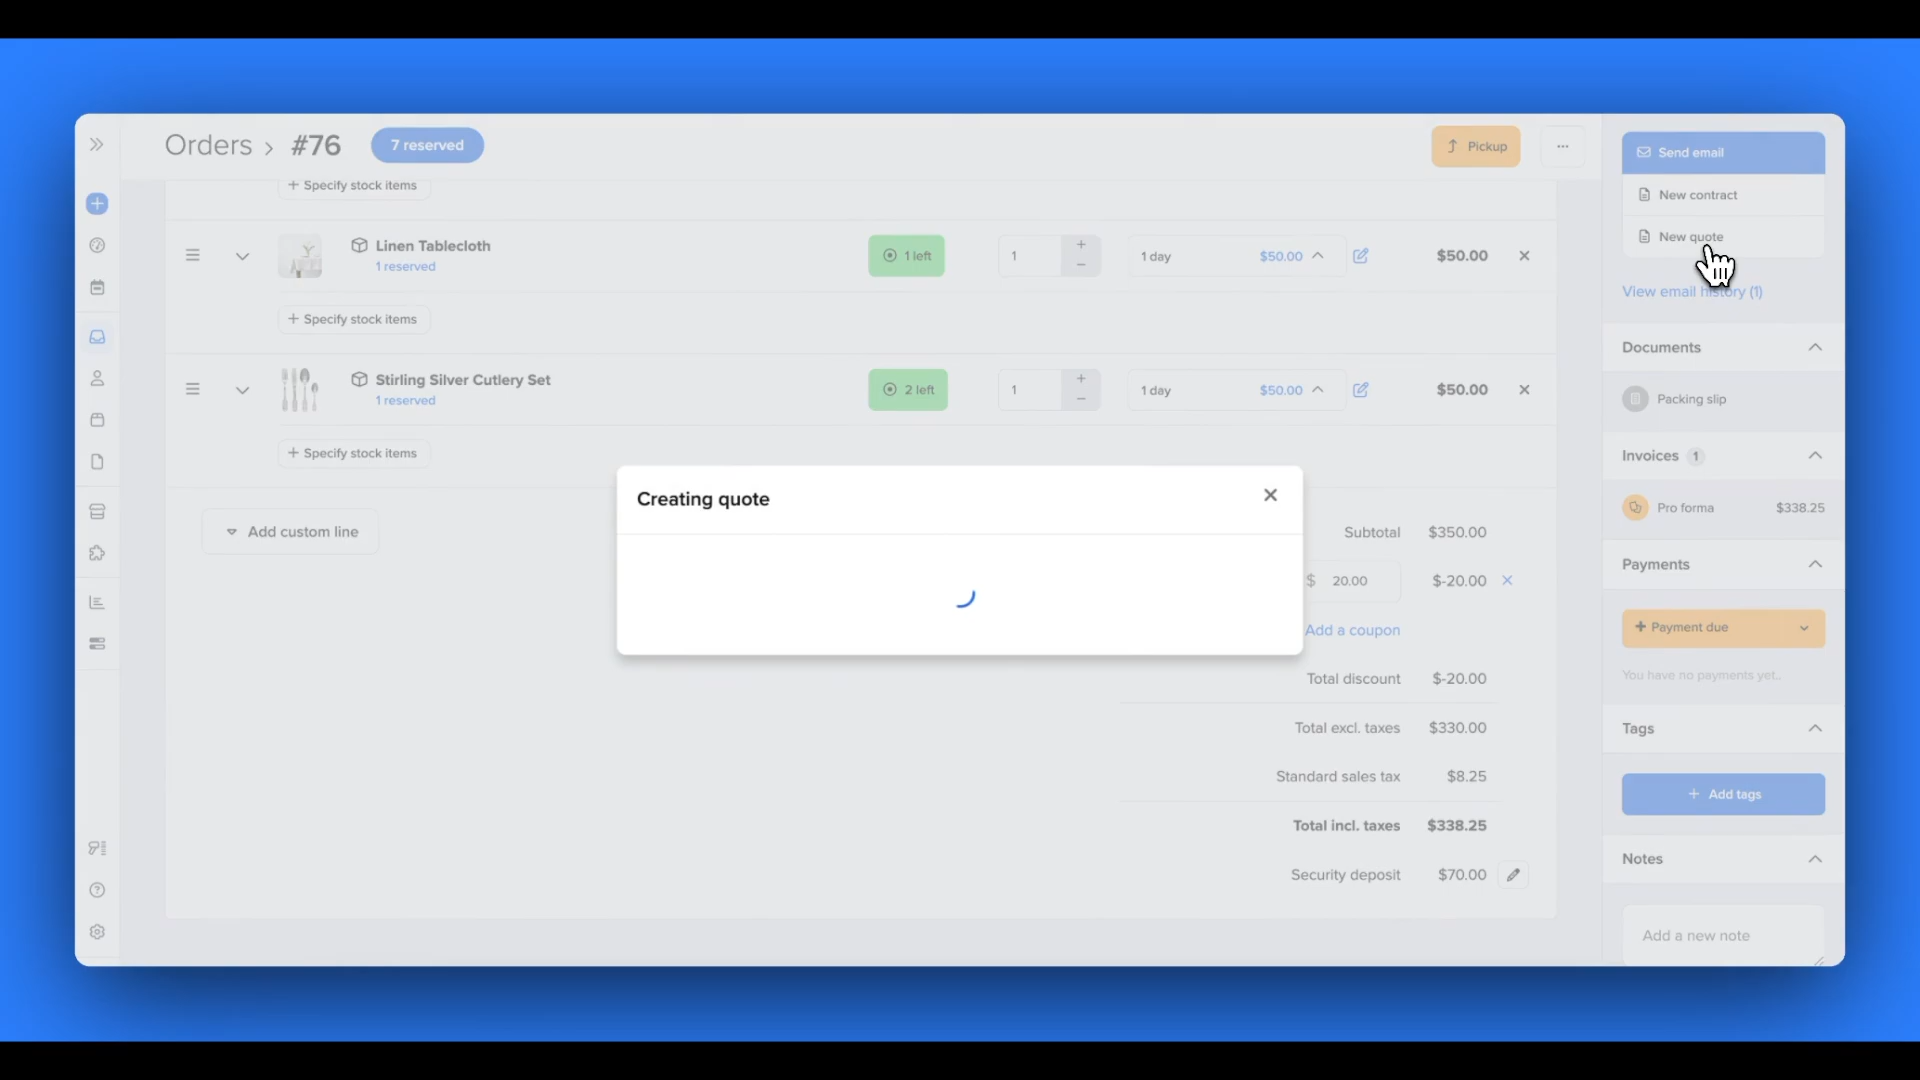 Orders > #76
7 reserved
Pickup
...
Send email
New contract
New quote
View email history (1)
+ Specify stock items
Linen Tablecloth
1 reserved
1 left
1
+
−
1 day
$50.00
$50.00
+ Specify stock items
Stirling Silver Cutlery Set
1 reserved
2 left
1
+
−
1 day
$50.00
$50.00
+ Specify stock items
Add custom line
Creating quote
Subtotal $350.00
$ 20.00 $-20.00
Add a coupon
Total discount $-20.00
Total excl. taxes $330.00
Standard sales tax $8.25
Total incl. taxes $338.25
Security deposit $70.00
Documents
Packing slip
Invoices 1
Pro forma $338.25
Payments
+ Payment due
You have no payments yet..
Tags
+ Add tags
Notes
Add a new note